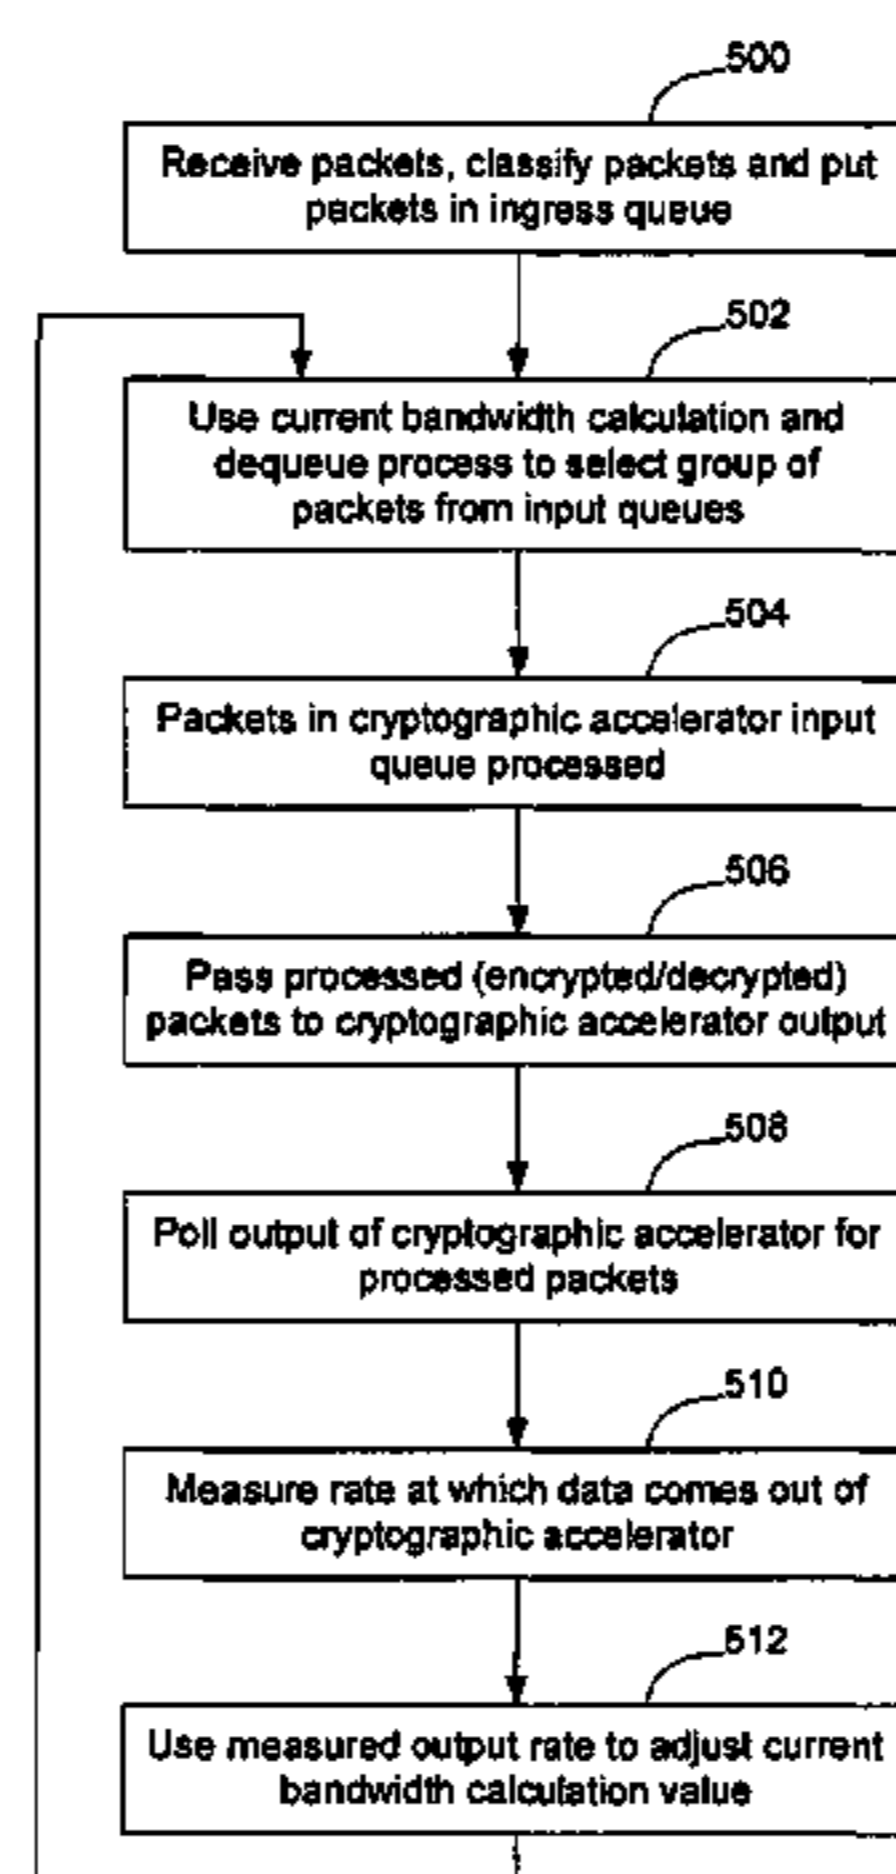 500
Receive packets, classify packets and put
packets in ingress queue
502
Use current bandwidth calculation and
dequeue process to select group of
packets from input queues
504
Packets in cryptographic accelerator input
queue processed
506
Pass processed (encrypted/decrypted)
packets to cryptographic accelerator output
508
Poll output of cryptographic accelerator for
processed packets
510
Measure rate at which data comes out of
cryptographic accelerator
512
Use measured output rate to adjust current
bandwidth calculation value